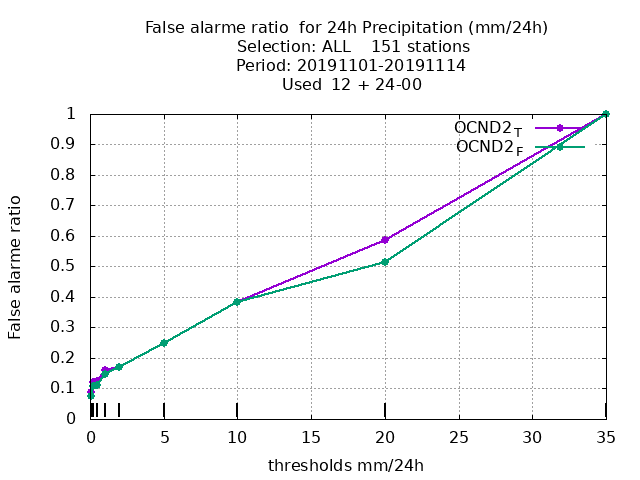 False alarme ratio  for 24h Precipitation (mm/24h)
Selection: ALL    151 stations
Period: 20191101-20191114
Used  12 + 24-00
OCND2T
OCND2F
1
0.9
0.8
0.7
0.6
0.5
0.4
0.3
0.2
0.1
0
False alarme ratio
0 5 10 15 20 25 30 35
thresholds mm/24h